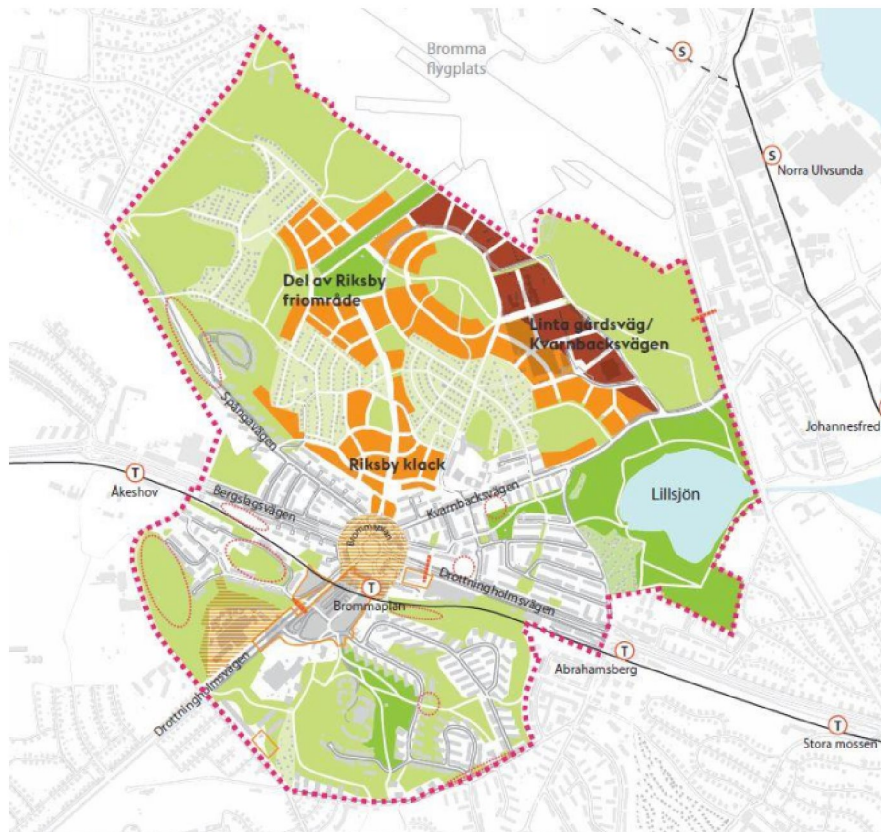 Bromma
flygplats
S
S
Norra Ulvsunda
Del av Riksby
friområde
Linta gårdsväg/
Kvarnbacksvägen
Spångavägen
Johannesfred
Riksby klack
T
Åkeshov
Bergslagsvägen
Kvarnbacksvägen
Lillsjön
Brommaplan
Drottningholmsvägen
T
Brommaplan
Drottningholmsvägen
T
Abrahamsberg
T
Stora mossen